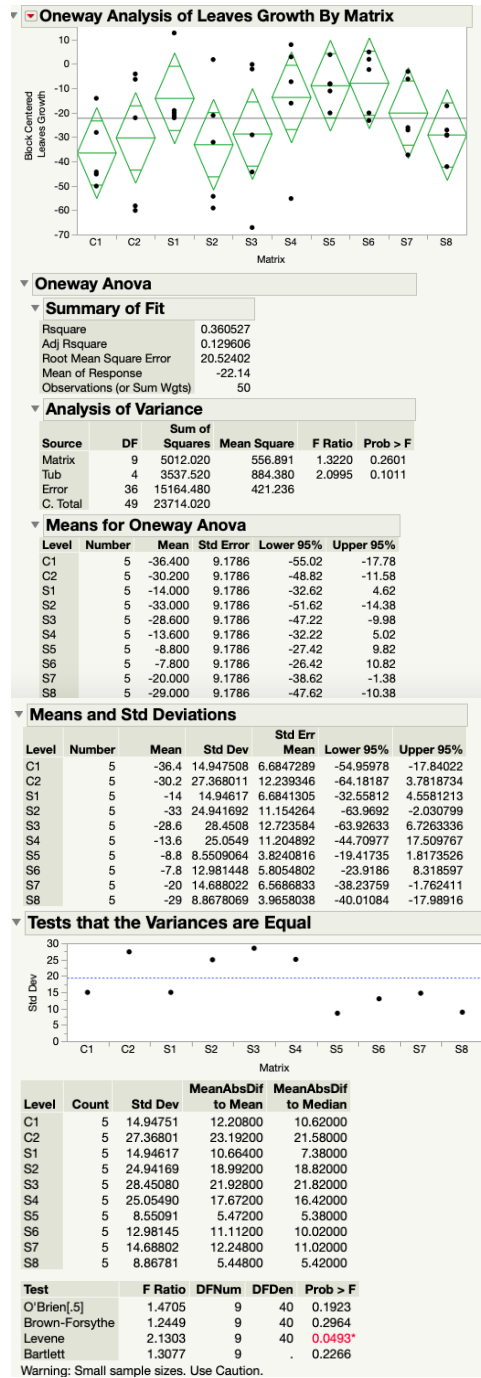 Oneway Analysis of Leaves Growth By Matrix
Block Centered
Leaves Growth
10
0
-10
-20
-30
-40
-50
-60
-70
C1 C2 S1 S2 S3 S4 S5 S6 S7 S8
Matrix
Oneway Anova
Summary of Fit
Rsquare 0.360527
Adj Rsquare 0.129606
Root Mean Square Error 20.52402
Mean of Response -22.14
Observations (or Sum Wgts) 50
Analysis of Variance
Sum of
Source DF Squares Mean Square F Ratio Prob > F
Matrix 9 5012.020 556.891 1.3220 0.2601
Tub 4 3537.520 884.380 2.0995 0.1011
Error 36 15164.480 421.236
C. Total 49 23714.020
Means for Oneway Anova
Level Number Mean Std Error Lower 95% Upper 95%
C1 5 -36.400 9.1786 -55.02 -17.78
C2 5 -30.200 9.1786 -48.82 -11.58
S1 5 -14.000 9.1786 -32.62 4.62
S2 5 -33.000 9.1786 -51.62 -14.38
S3 5 -28.600 9.1786 -47.22 -9.98
S4 5 -13.600 9.1786 -32.22 5.02
S5 5 -8.800 9.1786 -27.42 9.82
S6 5 -7.800 9.1786 -26.42 10.82
S7 5 -20.000 9.1786 -38.62 -1.38
S8 5 -29.000 9.1786 -47.62 -10.38
Means and Std Deviations
Std Err
Level Number Mean Std Dev Mean Lower 95% Upper 95%
C1 5 -36.4 14.947508 6.6847289 -54.95978 -17.84022
C2 5 -30.2 27.368011 12.239346 -64.18187 3.7818734
S1 5 -14 14.94617 6.6841305 -32.55812 4.5581213
S2 5 -33 24.941692 11.154264 -63.9692 -2.030799
S3 5 -28.6 28.4508 12.723584 -63.92633 6.7263336
S4 5 -13.6 25.0549 11.204892 -44.70977 17.509767
S5 5 -8.8 8.5509064 3.8240816 -19.41735 1.8173526
S6 5 -7.8 12.981448 5.8054802 -23.9186 8.318597
S7 5 -20 14.688022 6.5686833 -38.23759 -1.762411
S8 5 -29 8.8678069 3.9658038 -40.01084 -17.98916
Tests that the Variances are Equal
Std Dev
30
25
20
15
10
5
0
C1 C2 S1 S2 S3 S4 S5 S6 S7 S8
Matrix
MeanAbsDif MeanAbsDif
Level Count Std Dev to Mean to Median
C1 5 14.94751 12.20800 10.62000
C2 5 27.36801 23.19200 21.58000
S1 5 14.94617 10.66400 7.38000
S2 5 24.94169 18.99200 18.82000
S3 5 28.45080 21.92800 21.82000
S4 5 25.05490 17.67200 16.42000
S5 5 8.55091 5.47200 5.38000
S6 5 12.98145 11.11200 10.02000
S7 5 14.68802 12.24800 11.02000
S8 5 8.86781 5.44800 5.42000
Test F Ratio DFNum DFDen Prob > F
O'Brien[.5] 1.4705 9 40 0.1923
Brown-Forsythe 1.2449 9 40 0.2964
Levene 2.1303 9 40 0.0493*
Bartlett 1.3077 9 . 0.2266
Warning: Small sample sizes. Use Caution.